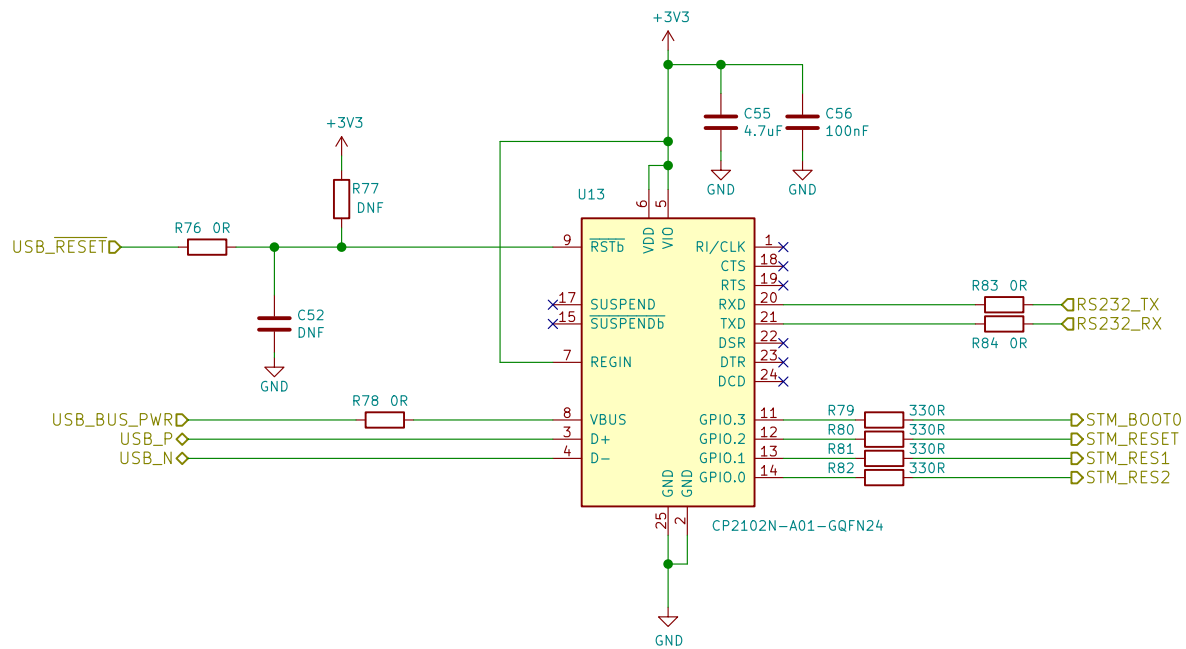 +3V3
C55
4.7uF
C56
100nF
GND
GND
+3V3
R77
DNF
R76 0R
USB_RESET
C52
DNF
GND
U13
6
5
VDD
VIO
9
RSTb
17
SUSPEND
15
SUSPENDb
7
REGIN
8
VBUS
3
D+
4
D-
RI/CLK
1
CTS
18
RTS
19
RXD
20
TXD
21
DSR
22
DTR
23
DCD
24
GPIO.3
11
GPIO.2
12
GPIO.1
13
GPIO.0
14
GND
GND
25
2
CP2102N-A01-GQFN24
GND
R78 0R
USB_BUS_PWR
USB_P
USB_N
R83 0R
RS232_TX
RS232_RX
R84 0R
R79
330R
STM_BOOT0
R80
330R
STM_RESET
R81
330R
STM_RES1
R82
330R
STM_RES2